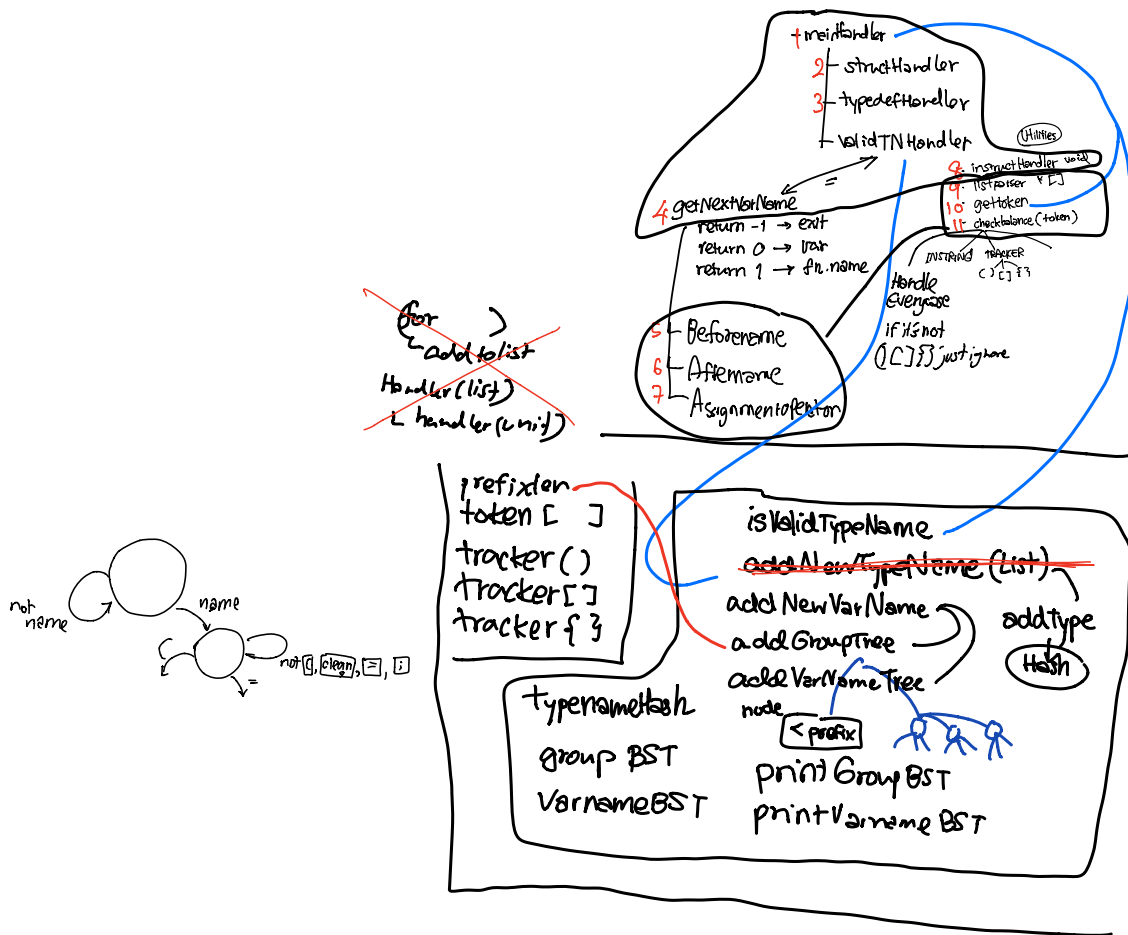 1 mainHandler
2 structHandler
3 typedefHandler
validTNHandler
=
Utilities
8. instructHandler void
9. listparser * []
10. gettoken
11. checkbalance(token)
INSTRING TRACKER
( ) [ ] { }
4. getNextVarName
return -1 → exit
return 0 → var
return 1 → fn.name
Handle
everycase
if it's not
( [ ] { } just ignore
5 Beforename
6 Aftername
7 Assignmentoperator
for
add to list
Handler(list)
handler(unit)
prefixlen
token [ ]
tracker ( )
tracker [ ]
tracker { }
isValidTypeName
addNewTypeName (List)
addNewVarName
addGroupTree
addVarNameTree
addType
Hash
node
< prefix
printGroupBST
printVarnameBST
typenameHash
group BST
VarnameBST
not
name
name
(
not (, clean, =, ;
=